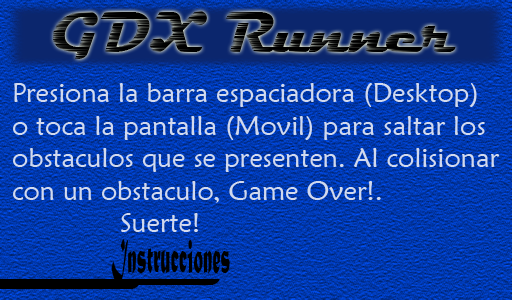 GDX Runner
Presiona la barra espaciadora (Desktop)
o toca la pantalla (Movil) para saltar los
obstaculos que se presenten. Al colisionar
con un obstaculo, Game Over!.
Suerte!
Instrucciones